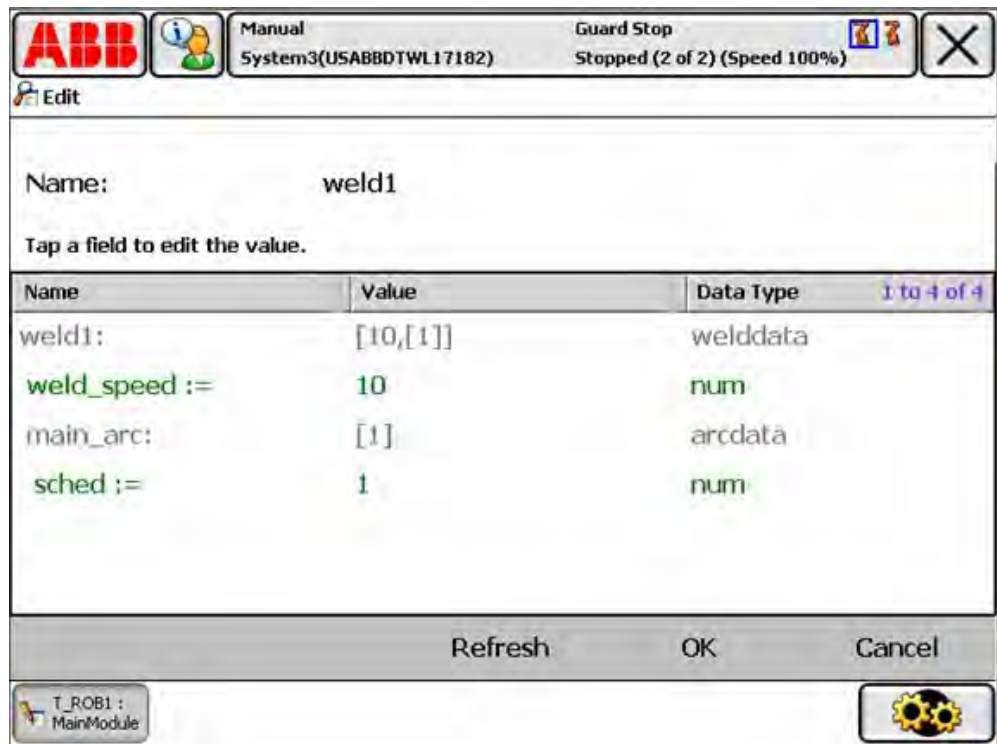 ABB
Manual
Guard Stop
System3(USABBDTWL17182)
Stopped (2 of 2) (Speed 100%)
Edit
Name: weld1
Tap a field to edit the value.
Name Value Data Type 1 to 4 of 4
weld1: [10,[1]] welddata
weld_speed := 10 num
main_arc: [1] arcdata
sched := 1 num
Refresh OK Cancel
T_ROB1 :
MainModule